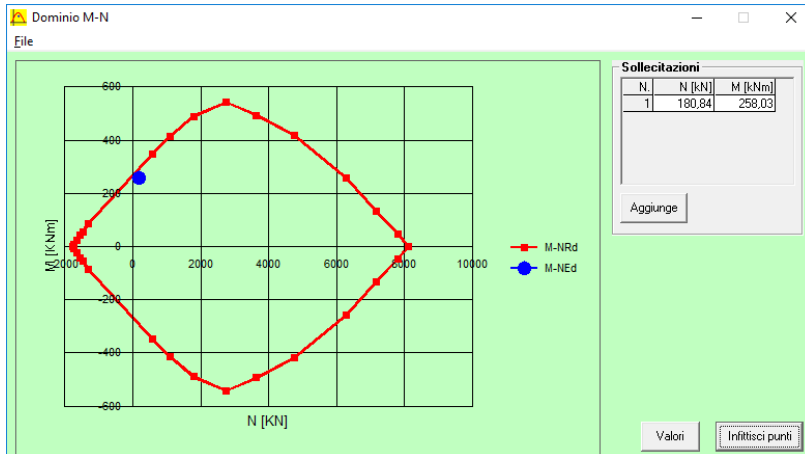 Dominio M-N
File
600
400
200
0
-2000
0
2000
4000
6000
8000
10000
-200
-400
-600
M [KNm]
N [KN]
M-NRd
M-NEd
Sollecitazioni
N. N [kN] M [kNm]
1 180,84 258,03
Aggiunge
Valori Infittisci punti